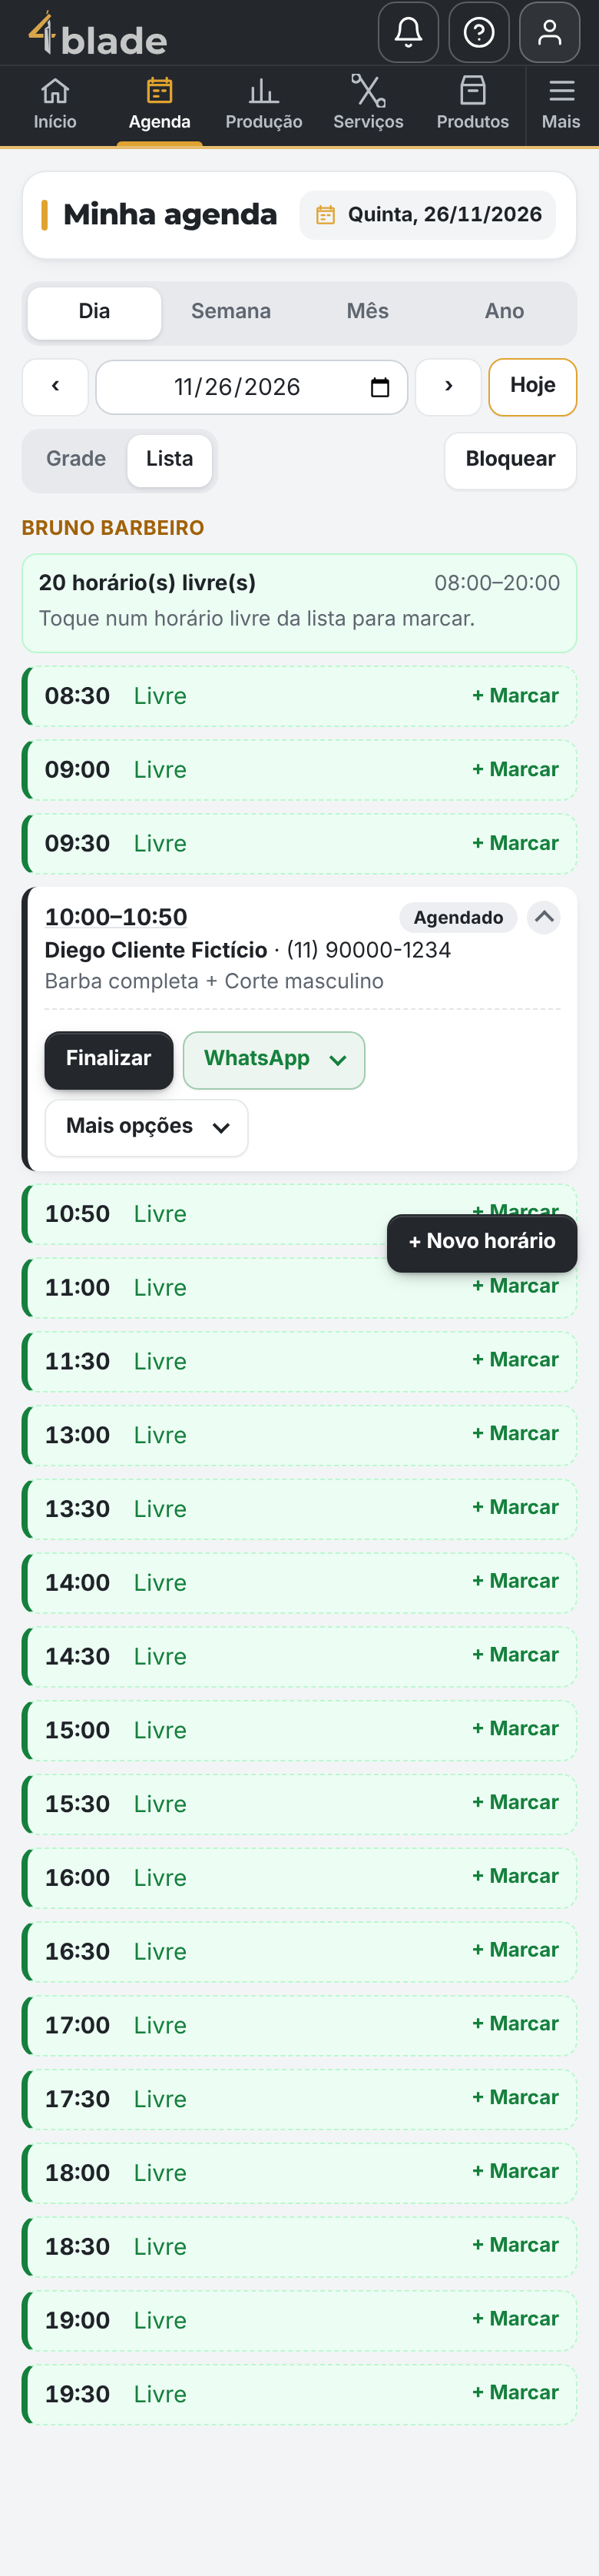 4blade
Início
Agenda
Produção
Serviços
Produtos
Mais
Minha agenda
Quinta, 26/11/2026
Dia
Semana
Mês
Ano
‹
11/26/2026
›
Hoje
Grade
Lista
Bloquear
BRUNO BARBEIRO
20 horário(s) livre(s) 08:00–20:00
Toque num horário livre da lista para marcar.
08:30 Livre + Marcar
09:00 Livre + Marcar
09:30 Livre + Marcar
10:00–10:50 Agendado
Diego Cliente Fictício · (11) 90000-1234
Barba completa + Corte masculino
Finalizar
WhatsApp
Mais opções
10:50 Livre + Marcar
+ Novo horário
11:00 Livre + Marcar
11:30 Livre + Marcar
13:00 Livre + Marcar
13:30 Livre + Marcar
14:00 Livre + Marcar
14:30 Livre + Marcar
15:00 Livre + Marcar
15:30 Livre + Marcar
16:00 Livre + Marcar
16:30 Livre + Marcar
17:00 Livre + Marcar
17:30 Livre + Marcar
18:00 Livre + Marcar
18:30 Livre + Marcar
19:00 Livre + Marcar
19:30 Livre + Marcar